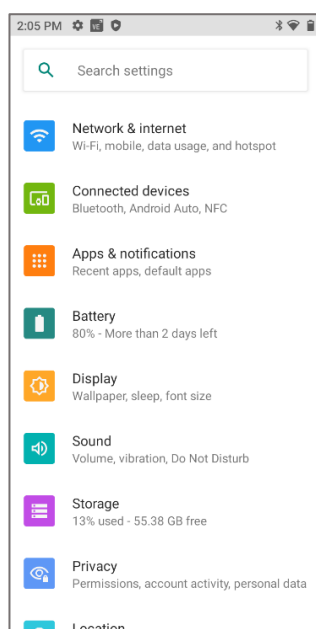 2:05 PM
Search settings
Network & internet
Wi-Fi, mobile, data usage, and hotspot
Connected devices
Bluetooth, Android Auto, NFC
Apps & notifications
Recent apps, default apps
Battery
80% - More than 2 days left
Display
Wallpaper, sleep, font size
Sound
Volume, vibration, Do Not Disturb
Storage
13% used - 55.38 GB free
Privacy
Permissions, account activity, personal data
Location